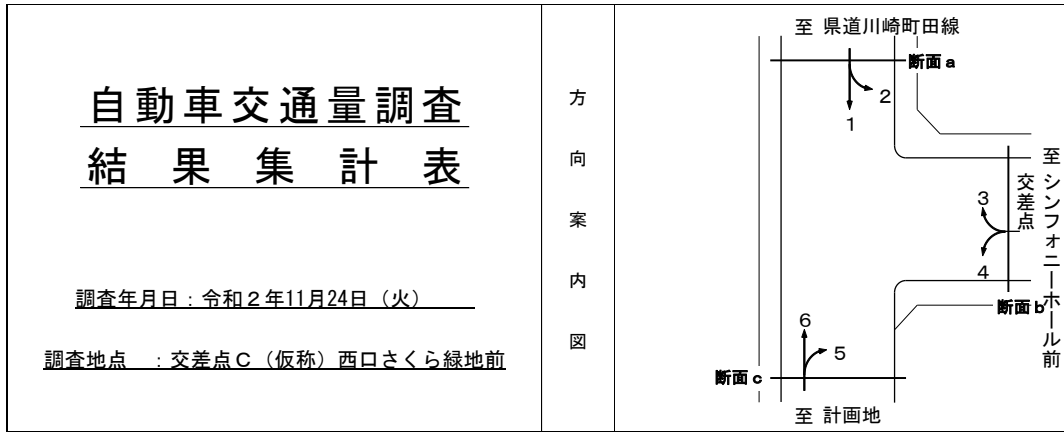 自動車交通量調査
結果集計表
調査年月日：令和２年11月24日（火）
調査地点　：交差点Ｃ（仮称）西口さくら緑地前
方向案内図
至 県道川崎町田線
断面ａ
2
1
至 シンフォニーホール前
交差点
3
4
断面ｂ
6
5
断面ｃ
至 計画地